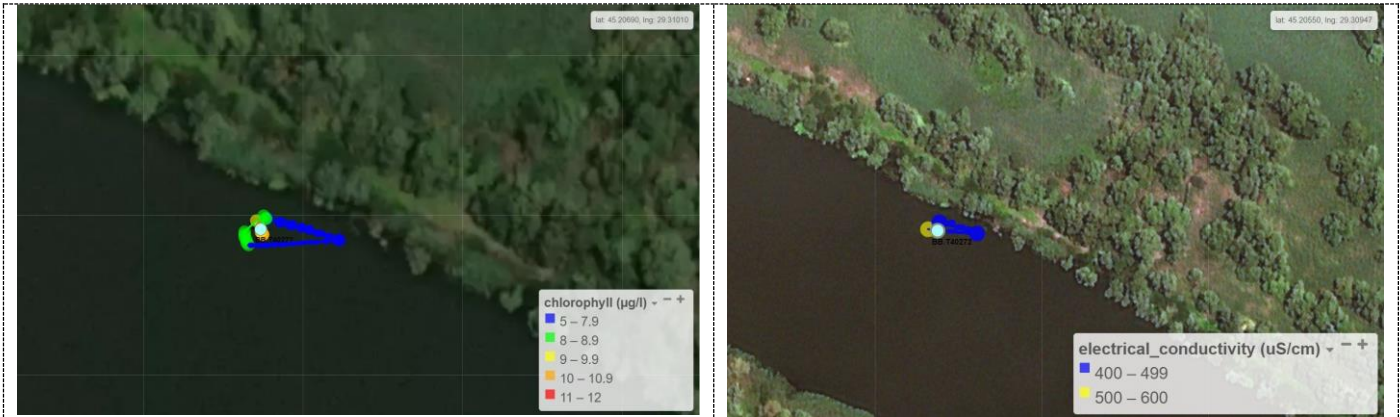 lat: 45.20690, lng: 29.31010
chlorophyll (µg/l)
5 – 7.9
8 – 8.9
9 – 9.9
10 – 10.9
11 – 12
lat: 45.20550, lng: 29.30947
electrical_conductivity (uS/cm)
400 – 499
500 – 600